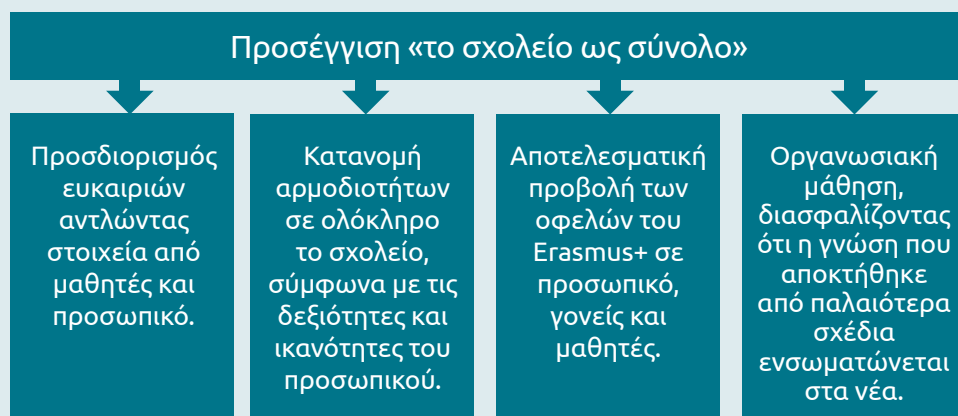 Προσέγγιση «το σχολείο ως σύνολο»
Προσδιορισμός
ευκαιριών
αντλώντας
στοιχεία από
μαθητές και
προσωπικό.
Κατανομή
αρμοδιοτήτων
σε ολόκληρο
το σχολείο,
σύμφωνα με τις
δεξιότητες και
ικανότητες του
προσωπικού.
Αποτελεσματική
προβολή των
οφελών του
Erasmus+ σε
προσωπικό,
γονείς και
μαθητές.
Οργανωσιακή
μάθηση,
διασφαλίζοντας
ότι η γνώση που
αποκτήθηκε
από παλαιότερα
σχέδια
ενσωματώνεται
στα νέα.